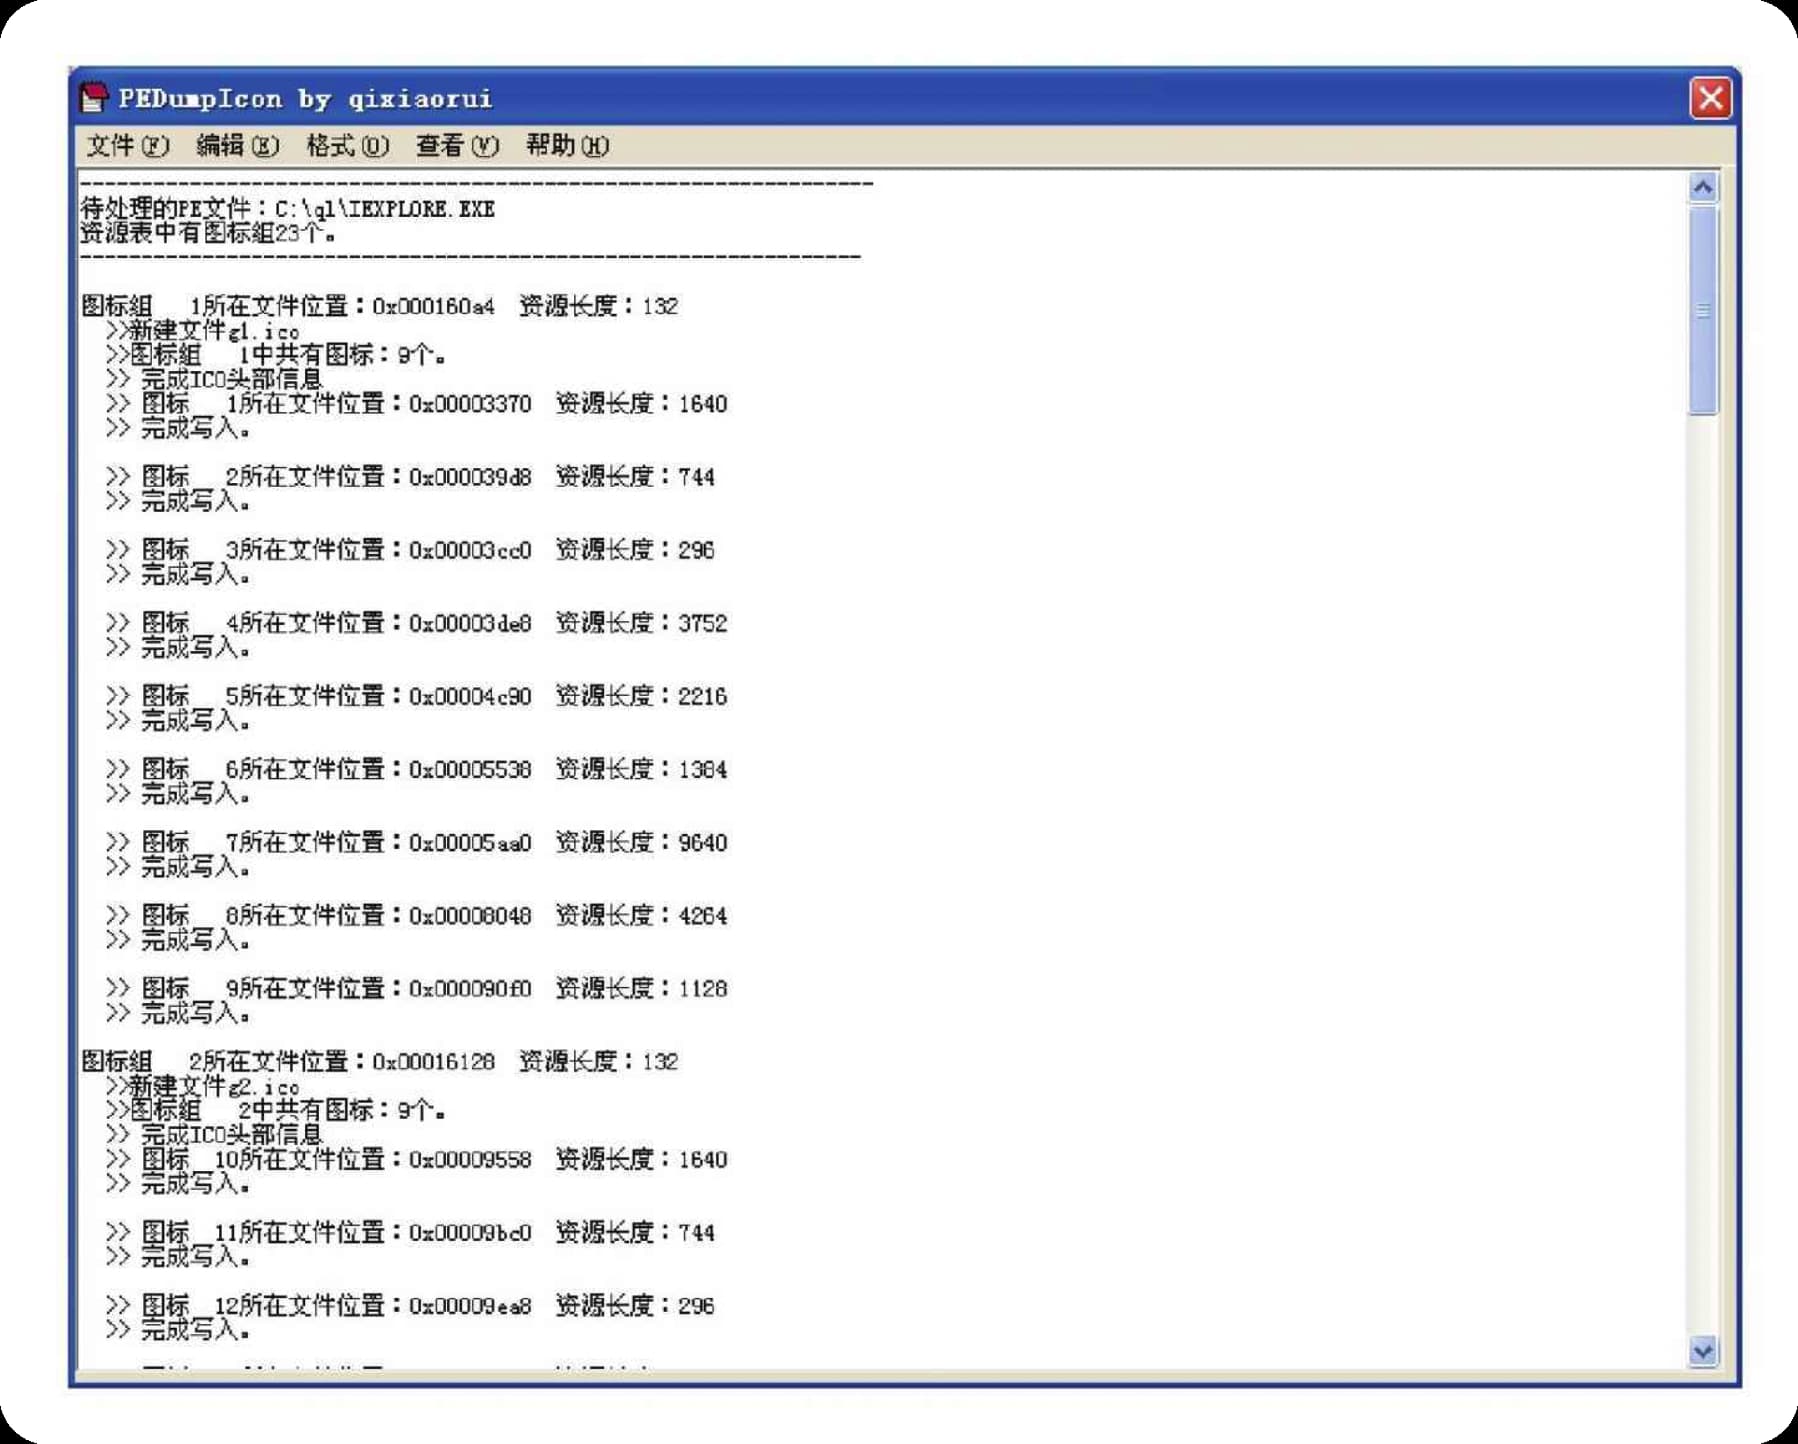 PEDumpIcon by qixiaorui
文件(F) 编辑(E) 格式(O) 查看(V) 帮助(H)
-----------------------------------------------------------------
待处理的PE文件：C:\ql\IEXPLORE.EXE
资源表中有图标组23个。
----------------------------------------------------------------
图标组   1所在文件位置：0x000160a4  资源长度：132
>>新建文件g1.ico
>>图标组   1中共有图标：9个。
>> 完成ICO头部信息
>> 图标   1所在文件位置：0x00003370  资源长度：1640
>> 完成写入。
>> 图标   2所在文件位置：0x000039d8  资源长度：744
>> 完成写入。
>> 图标   3所在文件位置：0x00003cc0  资源长度：296
>> 完成写入。
>> 图标   4所在文件位置：0x00003de8  资源长度：3752
>> 完成写入。
>> 图标   5所在文件位置：0x00004c90  资源长度：2216
>> 完成写入。
>> 图标   6所在文件位置：0x00005538  资源长度：1384
>> 完成写入。
>> 图标   7所在文件位置：0x00005aa0  资源长度：9640
>> 完成写入。
>> 图标   8所在文件位置：0x00008048  资源长度：4264
>> 完成写入。
>> 图标   9所在文件位置：0x000090f0  资源长度：1128
>> 完成写入。
图标组   2所在文件位置：0x00016128  资源长度：132
>>新建文件g2.ico
>>图标组   2中共有图标：9个。
>> 完成ICO头部信息
>> 图标  10所在文件位置：0x00009558  资源长度：1640
>> 完成写入。
>> 图标  11所在文件位置：0x00009bc0  资源长度：744
>> 完成写入。
>> 图标  12所在文件位置：0x00009ea8  资源长度：296
>> 完成写入。